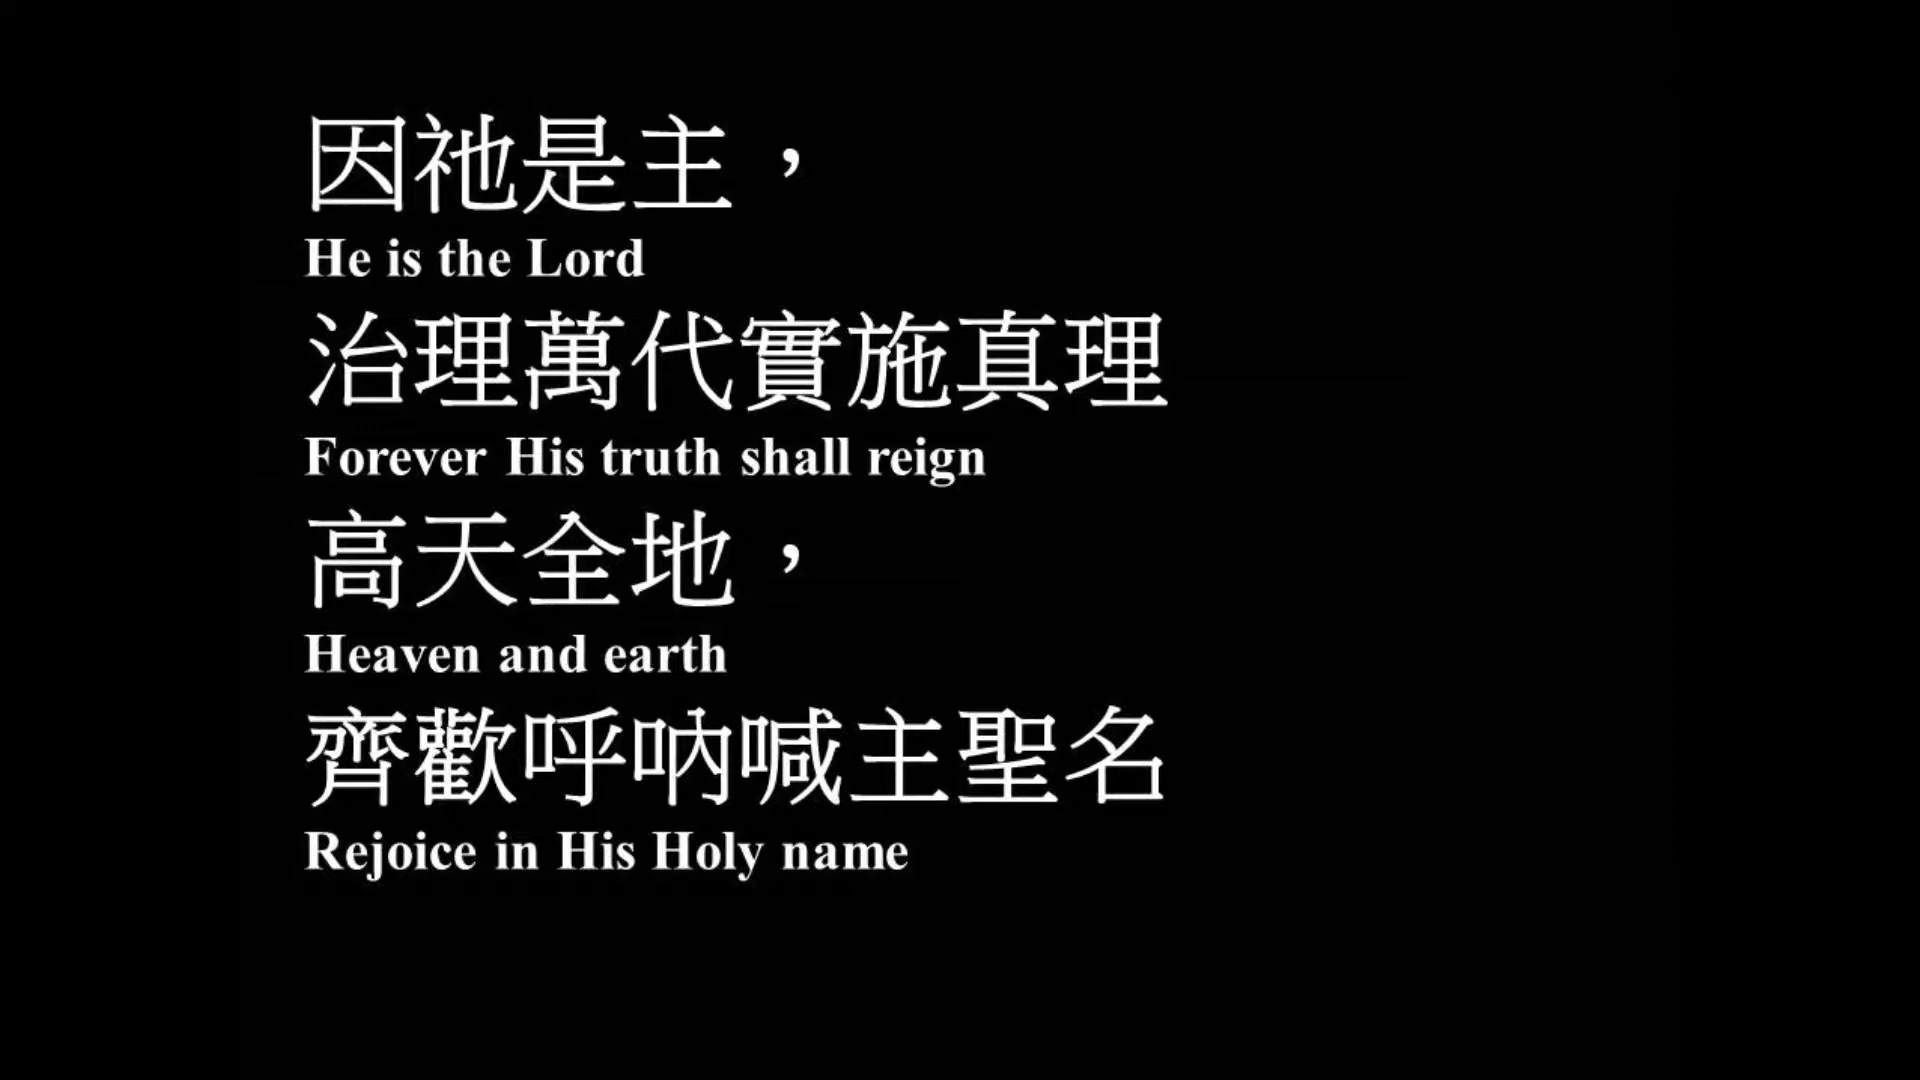 因祂是主，
He is the Lord
治理萬代實施真理
Forever His truth shall reign
高天全地，
Heaven and earth
齊歡呼吶喊主聖名
Rejoice in His Holy name